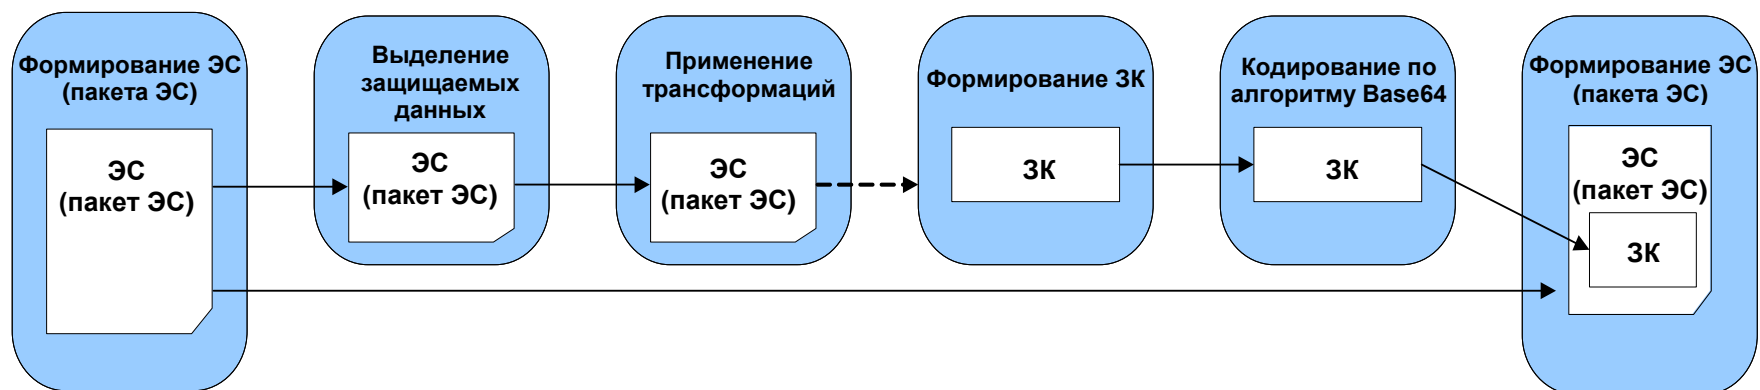 Формирование ЭС
(пакета ЭС)
ЭС
(пакет ЭС)
Выделение
защищаемых
данных
ЭС
(пакет ЭС)
Применение
трансформаций
ЭС
(пакет ЭС)
Формирование ЗК
ЗК
Кодирование по
алгоритму Base64
ЗК
Формирование ЭС
(пакета ЭС)
ЭС
(пакет ЭС)
ЗК